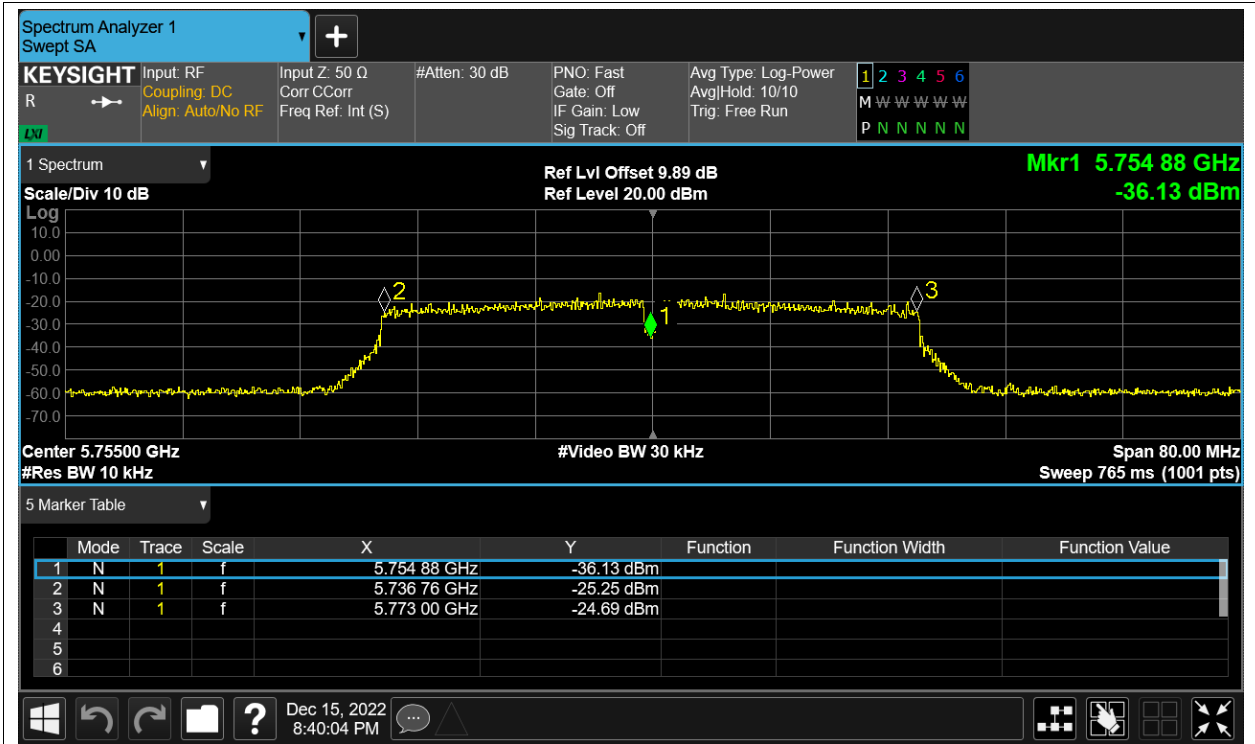 Spectrum Analyzer 1
Swept SA
+
KEYSIGHT
R
LXI
Input: RF
Coupling: DC
Align: Auto/No RF
Input Z: 50 Ω
Corr CCorr
Freq Ref: Int (S)
#Atten: 30 dB
PNO: Fast
Gate: Off
IF Gain: Low
Sig Track: Off
Avg Type: Log-Power
Avg|Hold: 10/10
Trig: Free Run
1 2 3 4 5 6
M W W W W W
P N N N N N
1 Spectrum
Scale/Div 10 dB
Ref Lvl Offset 9.89 dB
Ref Level 20.00 dBm
Mkr1 5.754 88 GHz
-36.13 dBm
Log
10.0
0.00
-10.0
-20.0
-30.0
-40.0
-50.0
-60.0
-70.0
2
1
3
Center 5.75500 GHz
#Video BW 30 kHz
Span 80.00 MHz
#Res BW 10 kHz
Sweep 765 ms (1001 pts)
5 Marker Table
Mode Trace Scale X Y Function Function Width Function Value
1 N 1 f 5.754 88 GHz -36.13 dBm
2 N 1 f 5.736 76 GHz -25.25 dBm
3 N 1 f 5.773 00 GHz -24.69 dBm
4
5
6
?
Dec 15, 2022
8:40:04 PM